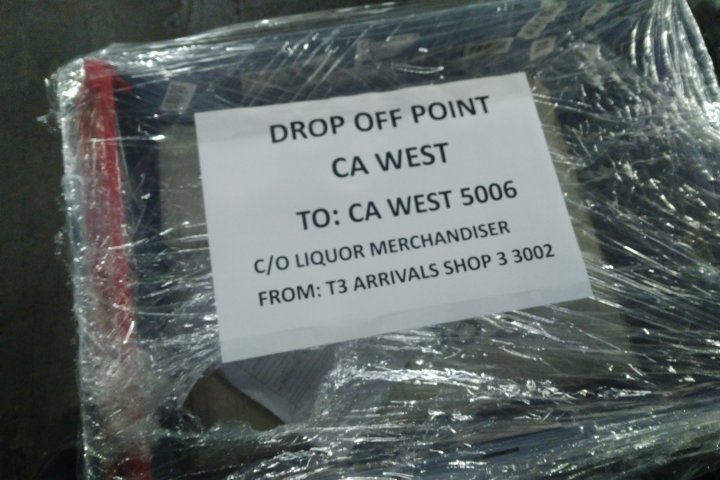 DROP OFF POINT
CA WEST
TO: CA WEST 5006
C/O LIQUOR MERCHANDISER
FROM: T3 ARRIVALS SHOP 3 3002